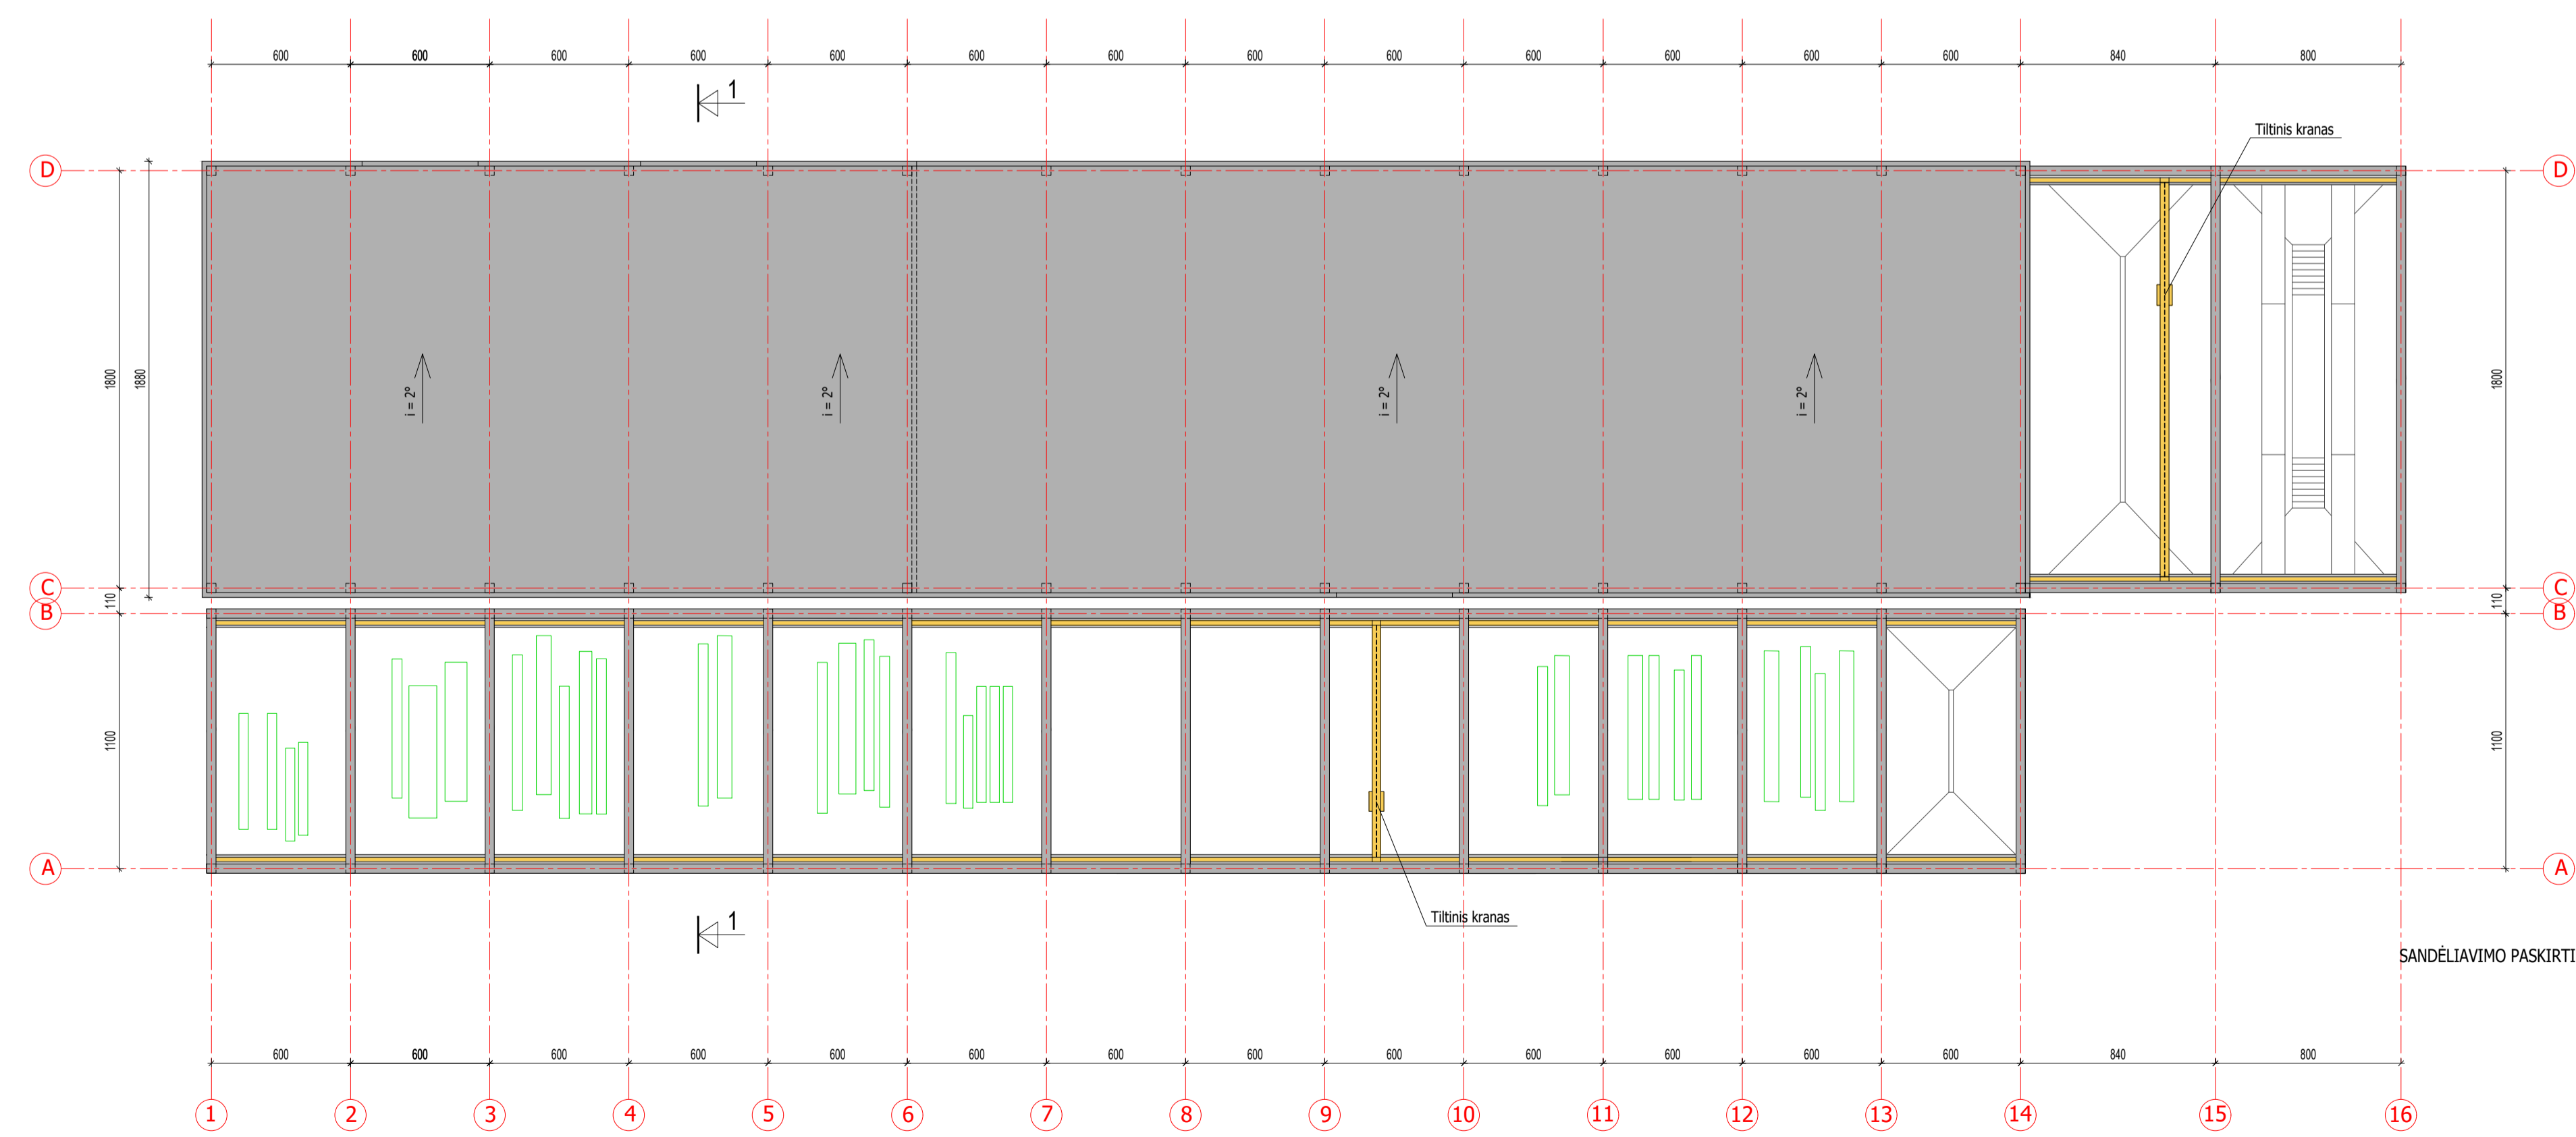 600 600 600 600 600 600 600 600 600 600 600 600 600 840 800
1
Tiltinis kranas
D D
1800 1880 1800
i = 2° i = 2° i = 2° i = 2°
C C
110 110
B B
1100 1100
A A
Tiltinis kranas
1
SANDĖLIAVIMO PASKIRTI
600 600 600 600 600 600 600 600 600 600 600 600 600 840 800
1 2 3 4 5 6 7 8 9 10 11 12 13 14 15 16